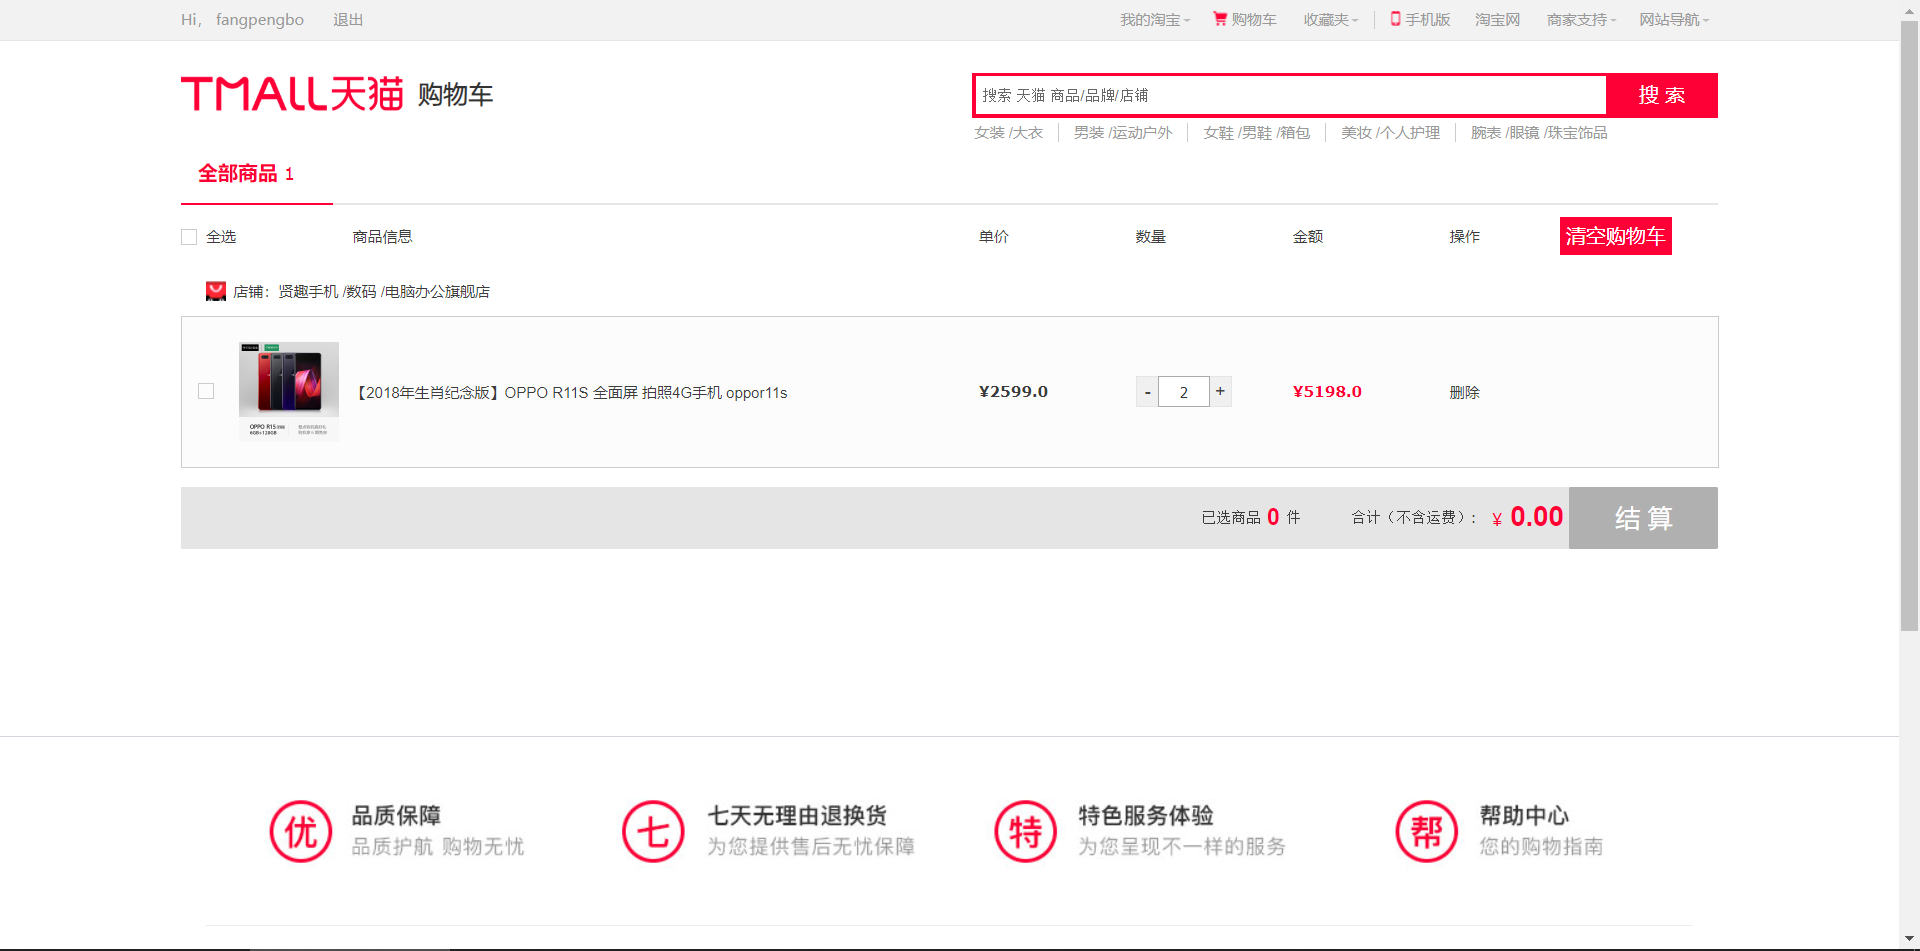 Hi, fangpengbo 退出 我的淘宝 购物车 收藏夹 手机版 淘宝网 商家支持 网站导航
TMALL天猫 购物车
搜索 天猫 商品/品牌/店铺 搜 索
女装 /大衣 男装 /运动户外 女鞋 /男鞋 /箱包 美妆 /个人护理 腕表 /眼镜 /珠宝饰品
全部商品 1
全选 商品信息 单价 数量 金额 操作 清空购物车
店铺：贤趣手机 /数码 /电脑办公旗舰店
OPPO R15
6GB+128GB
【2018年生肖纪念版】OPPO R11S 全面屏 拍照4G手机 oppor11s ¥2599.0 - 2 + ¥5198.0 删除
已选商品 0 件 合计（不含运费）： ¥ 0.00 结 算
优 品质保障
品质护航 购物无忧
七 七天无理由退换货
为您提供售后无忧保障
特 特色服务体验
为您呈现不一样的服务
帮 帮助中心
您的购物指南